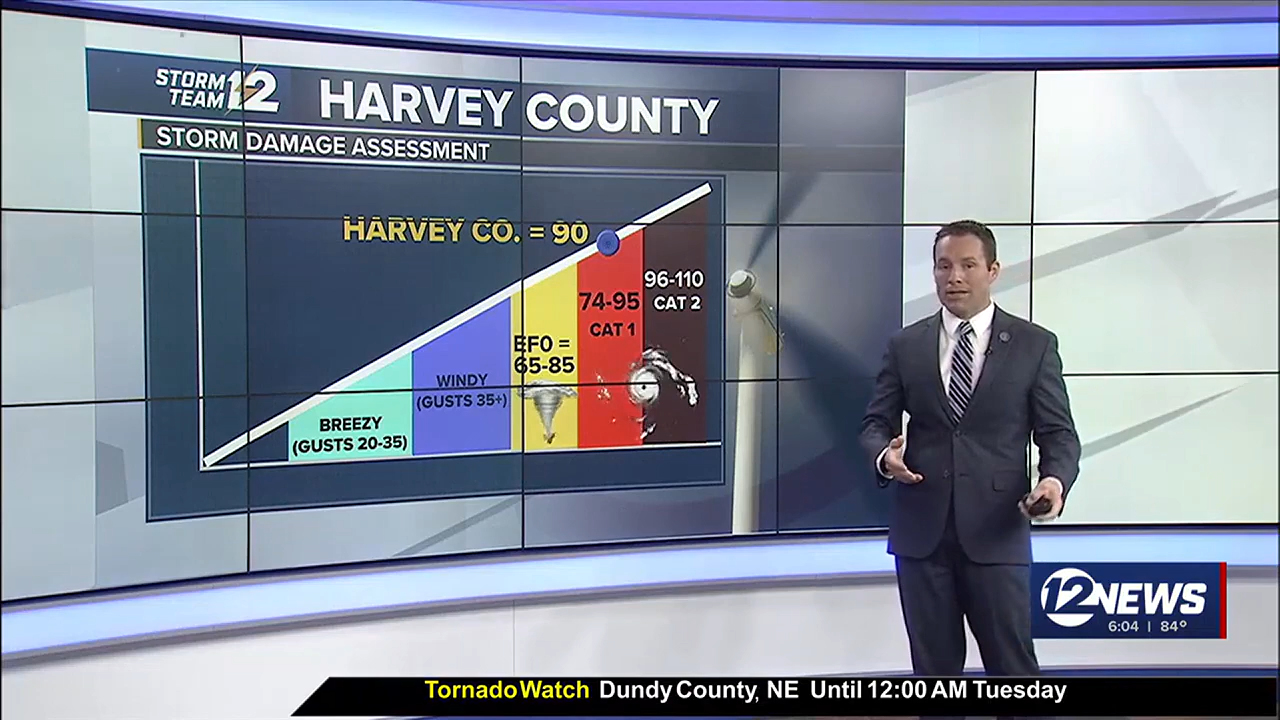 STORM TEAM 12
HARVEY COUNTY
STORM DAMAGE ASSESSMENT
HARVEY CO. = 90
96-110
CAT 2
74-95
CAT 1
EF0 =
65-85
WINDY
(GUSTS 35+)
BREEZY
(GUSTS 20-35)
12 NEWS
6:04 | 84°
Tornado Watch Dundy County, NE Until 12:00 AM Tuesday